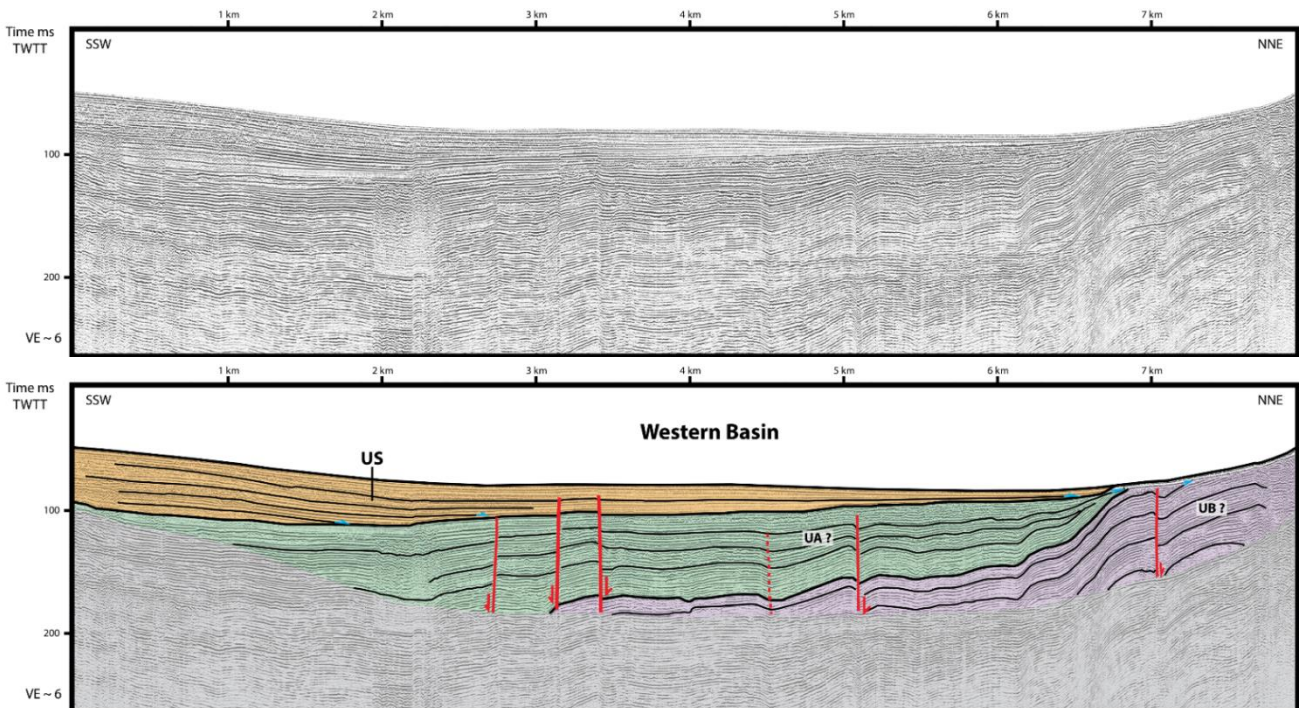 1 km 2 km 3 km 4 km 5 km 6 km 7 km
Time ms
TWTT
SSW NNE
100
200
VE ~ 6
1 km 2 km 3 km 4 km 5 km 6 km 7 km
Time ms
TWTT
SSW NNE
Western Basin
US
100
UB ?
UA ?
200
VE ~ 6